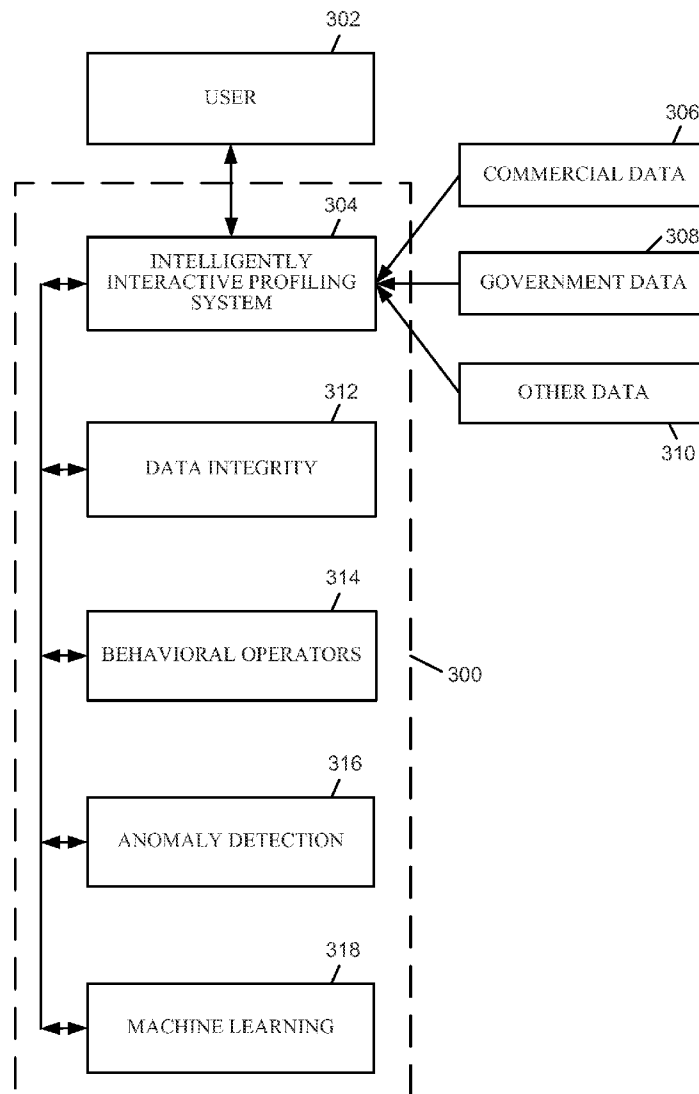 302
USER
306
COMMERCIAL DATA
304
INTELLIGENTLY
INTERACTIVE PROFILING
SYSTEM
308
GOVERNMENT DATA
OTHER DATA
310
312
DATA INTEGRITY
314
BEHAVIORAL OPERATORS
300
316
ANOMALY DETECTION
318
MACHINE LEARNING